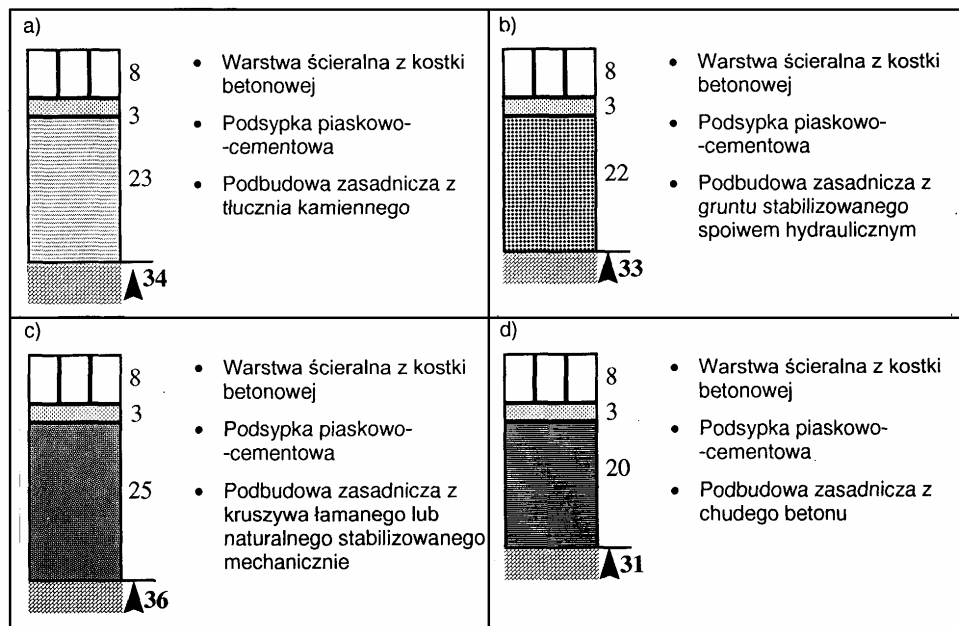 a)
8
3
23
34
• Warstwa ścieralna z kostki
betonowej
• Podsypka piaskowo-
-cementowa
• Podbudowa zasadnicza z
tłucznia kamiennego
b)
8
3
22
33
• Warstwa ścieralna z kostki
betonowej
• Podsypka piaskowo-
-cementowa
• Podbudowa zasadnicza z
gruntu stabilizowanego
spoiwem hydraulicznym
c)
8
3
25
36
• Warstwa ścieralna z kostki
betonowej
• Podsypka piaskowo-
-cementowa
• Podbudowa zasadnicza z
kruszywa łamanego lub
naturalnego stabilizowanego
mechanicznie
d)
8
3
20
31
• Warstwa ścieralna z kostki
betonowej
• Podsypka piaskowo-
-cementowa
• Podbudowa zasadnicza z
chudego betonu